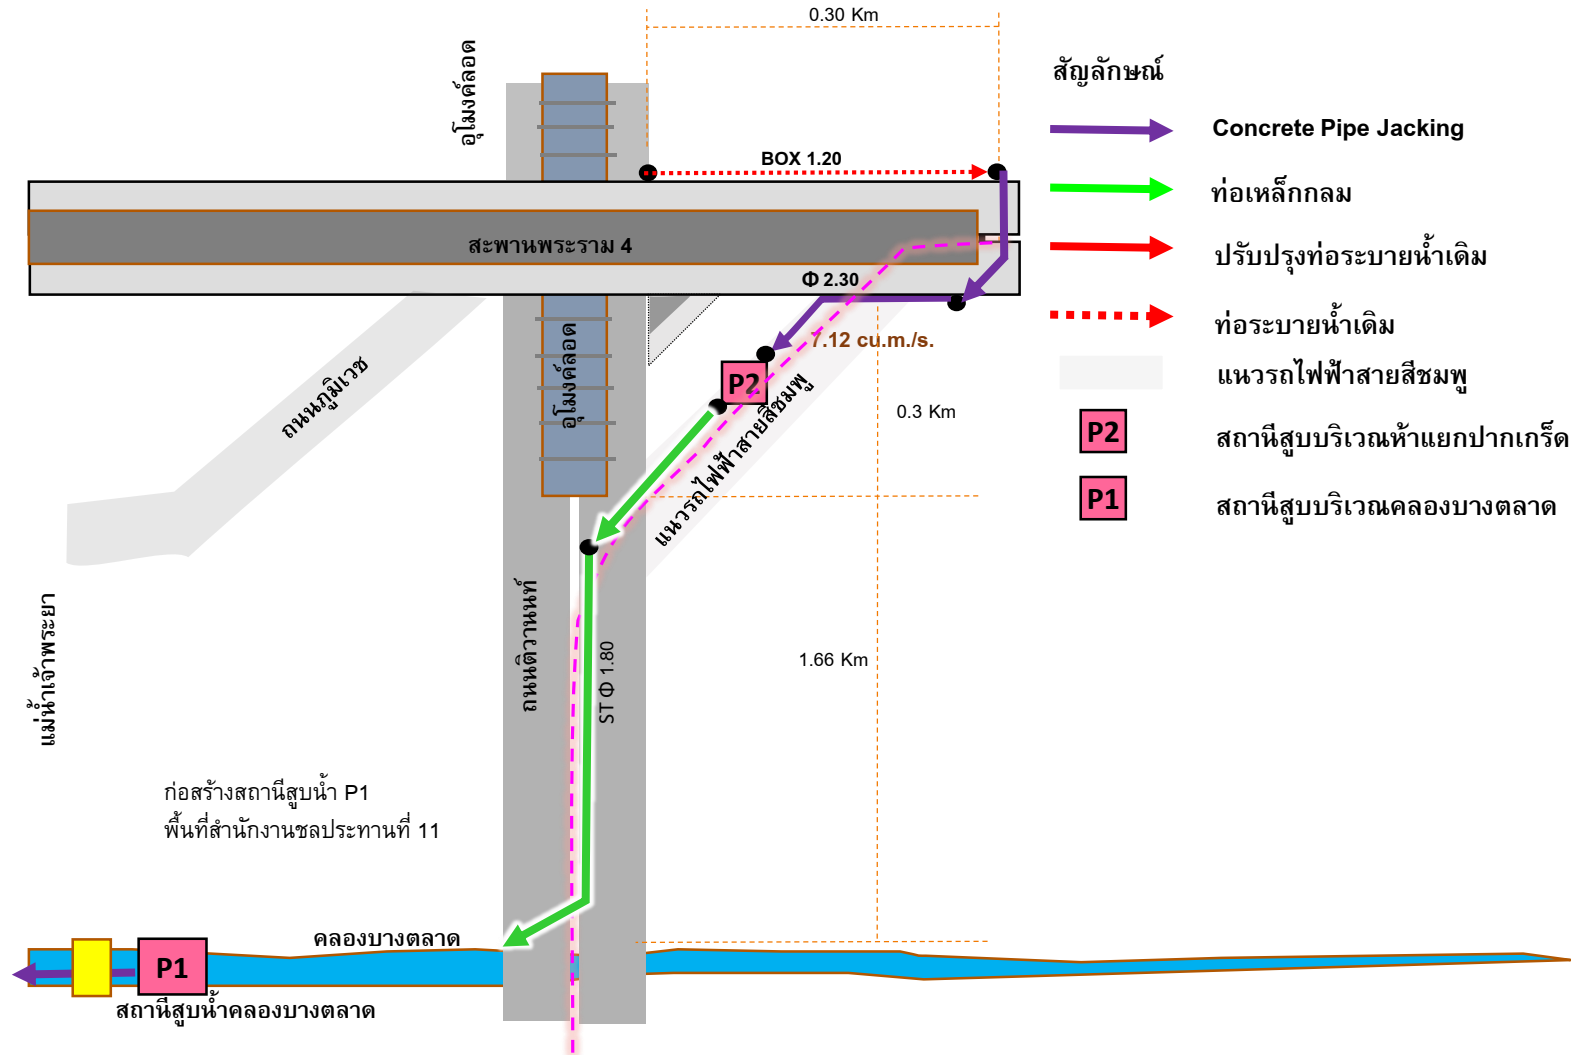 0.30 Km
อุโมงค์ลอด
สัญลักษณ์
Concrete Pipe Jacking
BOX 1.20
ท่อเหล็กกลม
สะพานพระราม 4
ปรับปรุงท่อระบายน้ำเดิม
Φ 2.30
ท่อระบายน้ำเดิม
7.12 cu.m./s.
อุโมงค์ลอด
ถนนภูมิเวช
P2
แนวรถไฟฟ้าสายสีชมพู
แนวรถไฟฟ้าสายสีชมพู
0.3 Km
P2
สถานีสูบบริเวณห้าแยกปากเกร็ด
P1
สถานีสูบบริเวณคลองบางตลาด
แม่น้ำเจ้าพระยา
ถนนติวานนท์
ST Φ 1.80
1.66 Km
ก่อสร้างสถานีสูบน้ำ P1
พื้นที่สำนักงานชลประทานที่ 11
คลองบางตลาด
P1
สถานีสูบน้ำคลองบางตลาด